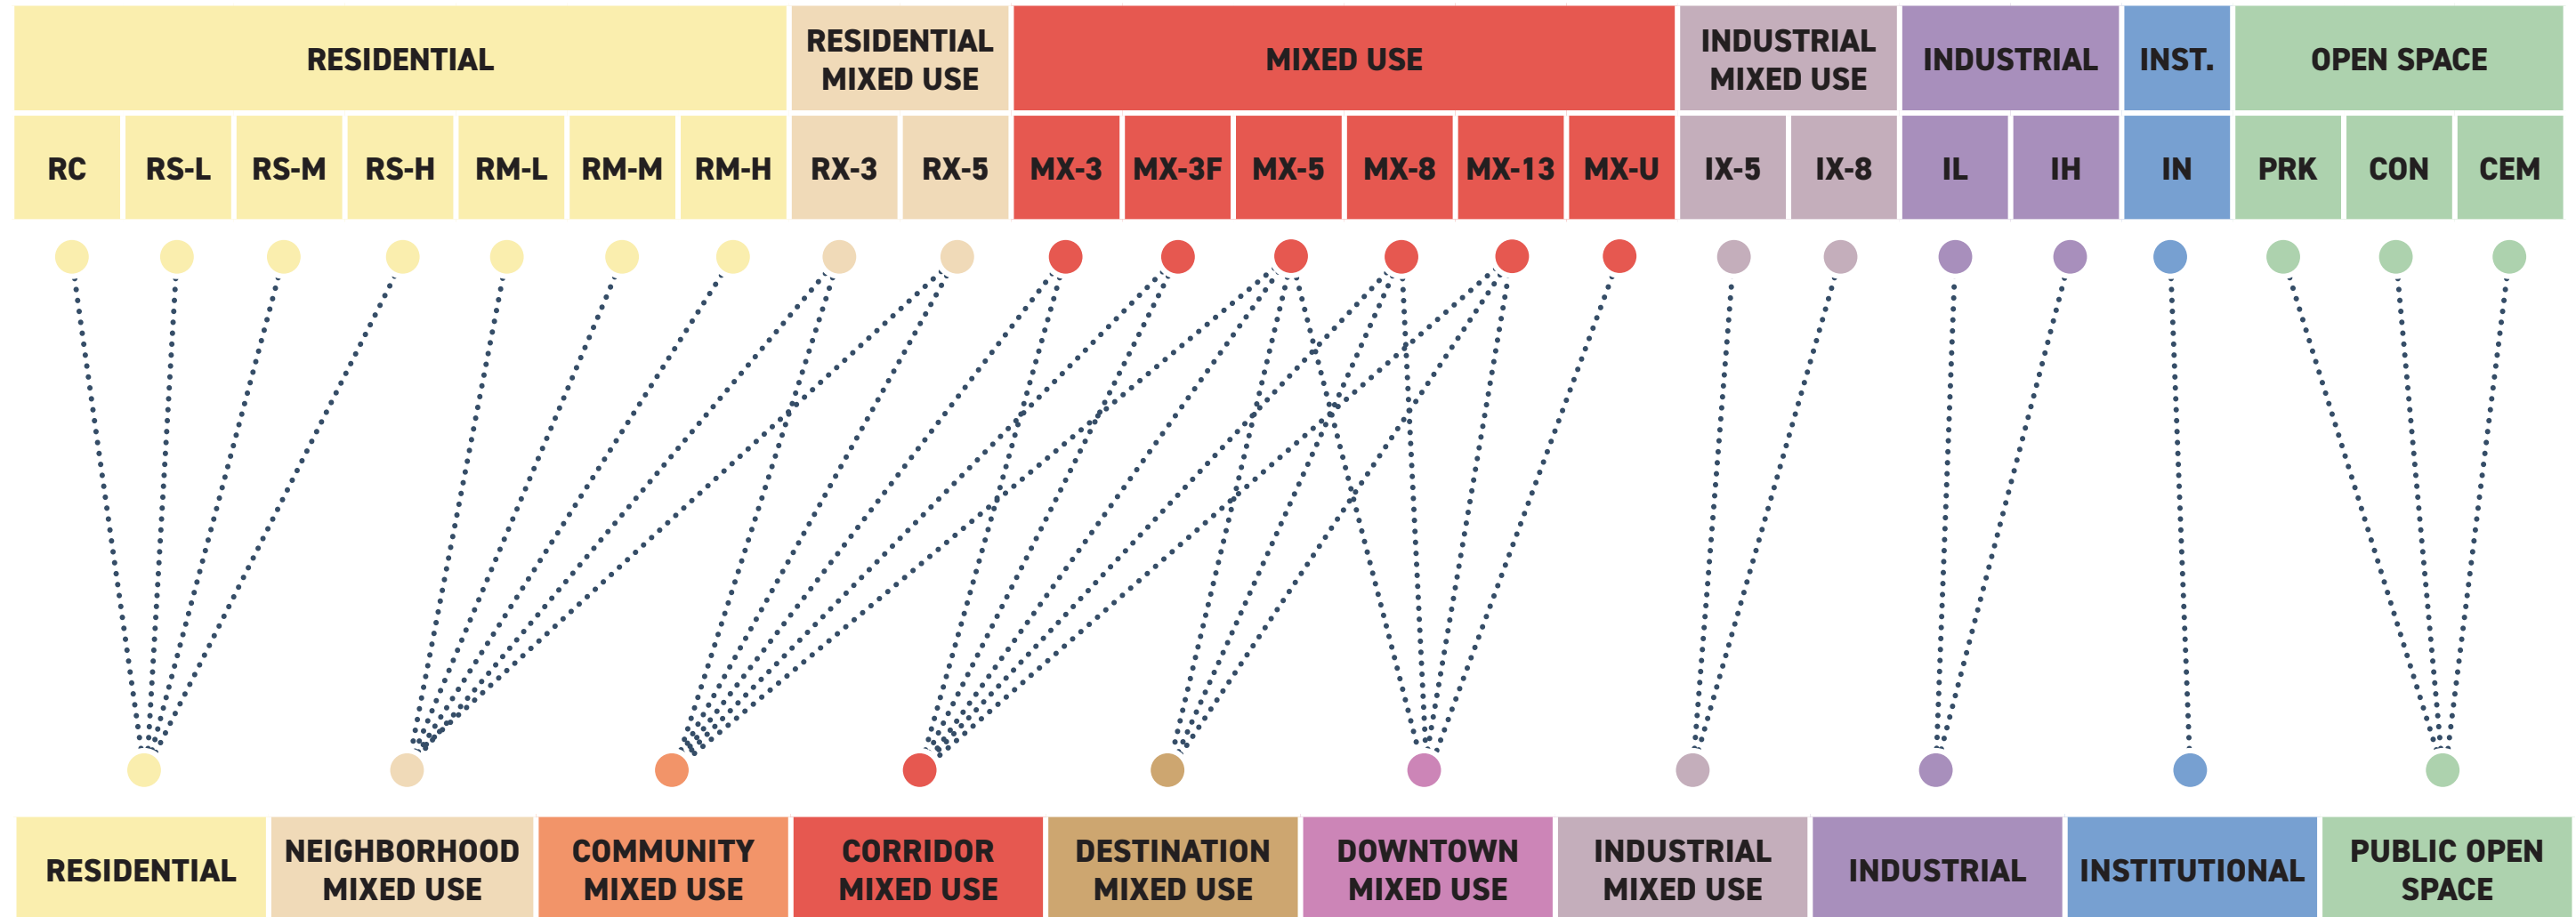 RESIDENTIAL
RESIDENTIAL
MIXED USE
MIXED USE
INDUSTRIAL
MIXED USE
INDUSTRIAL
INST.
OPEN SPACE
RC
RS-L
RS-M
RS-H
RM-L
RM-M
RM-H
RX-3
RX-5
MX-3
MX-3F
MX-5
MX-8
MX-13
MX-U
IX-5
IX-8
IL
IH
IN
PRK
CON
CEM
RESIDENTIAL
NEIGHBORHOOD
MIXED USE
COMMUNITY
MIXED USE
CORRIDOR
MIXED USE
DESTINATION
MIXED USE
DOWNTOWN
MIXED USE
INDUSTRIAL
MIXED USE
INDUSTRIAL
INSTITUTIONAL
PUBLIC OPEN
SPACE